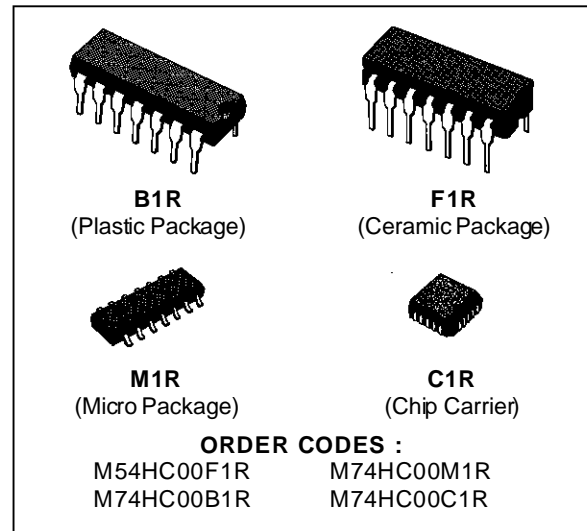 B1R
(Plastic Package)
F1R
(Ceramic Package)
M1R
(Micro Package)
C1R
(Chip Carrier)
ORDER CODES :
M54HC00F1R M74HC00M1R
M74HC00B1R M74HC00C1R